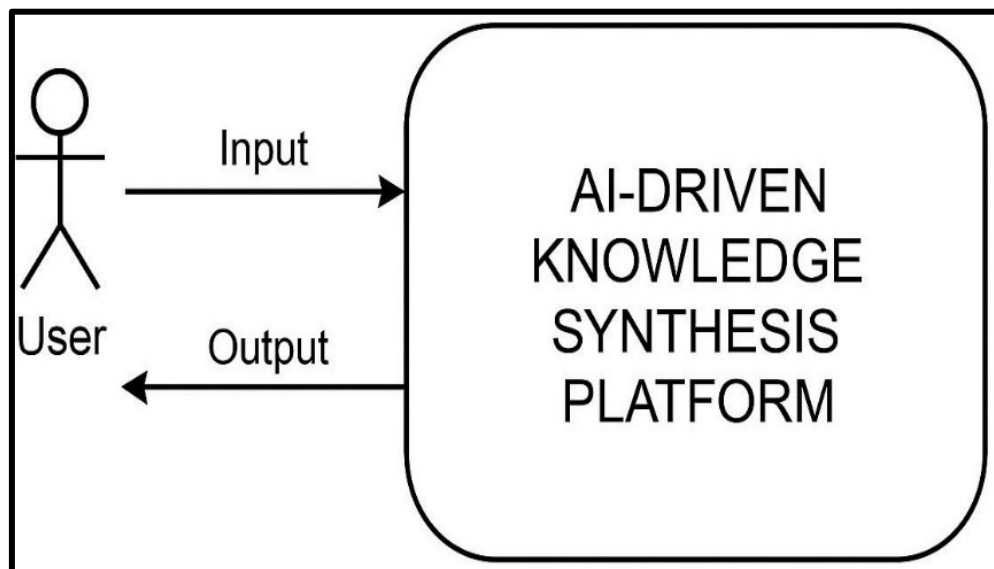 Input
User
Output
AI-DRIVEN
KNOWLEDGE
SYNTHESIS
PLATFORM